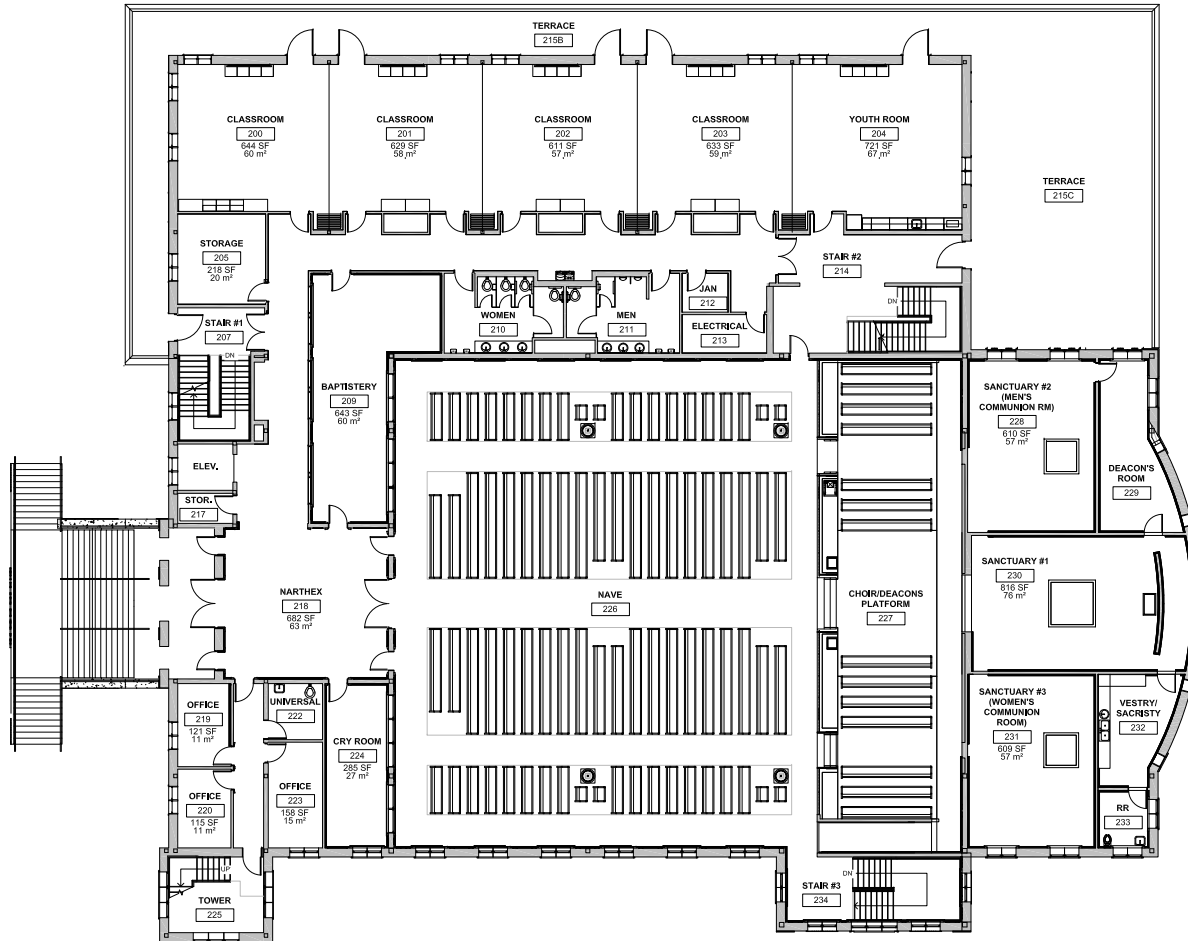 TERRACE
215B
CLASSROOM
200
644 SF
60 m²
CLASSROOM
201
629 SF
58 m²
CLASSROOM
202
611 SF
57 m²
CLASSROOM
203
633 SF
59 m²
YOUTH ROOM
204
721 SF
67 m²
TERRACE
215C
STORAGE
205
218 SF
20 m²
STAIR #2
214
DN
JAN
212
WOMEN
210
MEN
211
ELECTRICAL
213
STAIR #1
207
DN
BAPTISTERY
209
643 SF
60 m²
SANCTUARY #2
(MEN'S
COMMUNION RM)
228
610 SF
57 m²
DEACON'S
ROOM
229
ELEV.
STOR.
217
NARTHEX
218
682 SF
63 m²
NAVE
226
CHOIR/DEACONS
PLATFORM
227
SANCTUARY #1
230
816 SF
76 m²
OFFICE
219
121 SF
11 m²
UNIVERSAL
222
CRY ROOM
224
285 SF
27 m²
SANCTUARY #3
(WOMEN'S
COMMUNION
ROOM)
231
609 SF
57 m²
VESTRY/
SACRISTY
232
OFFICE
220
115 SF
11 m²
OFFICE
223
158 SF
15 m²
RR
233
UP
TOWER
225
STAIR #3
234
DN